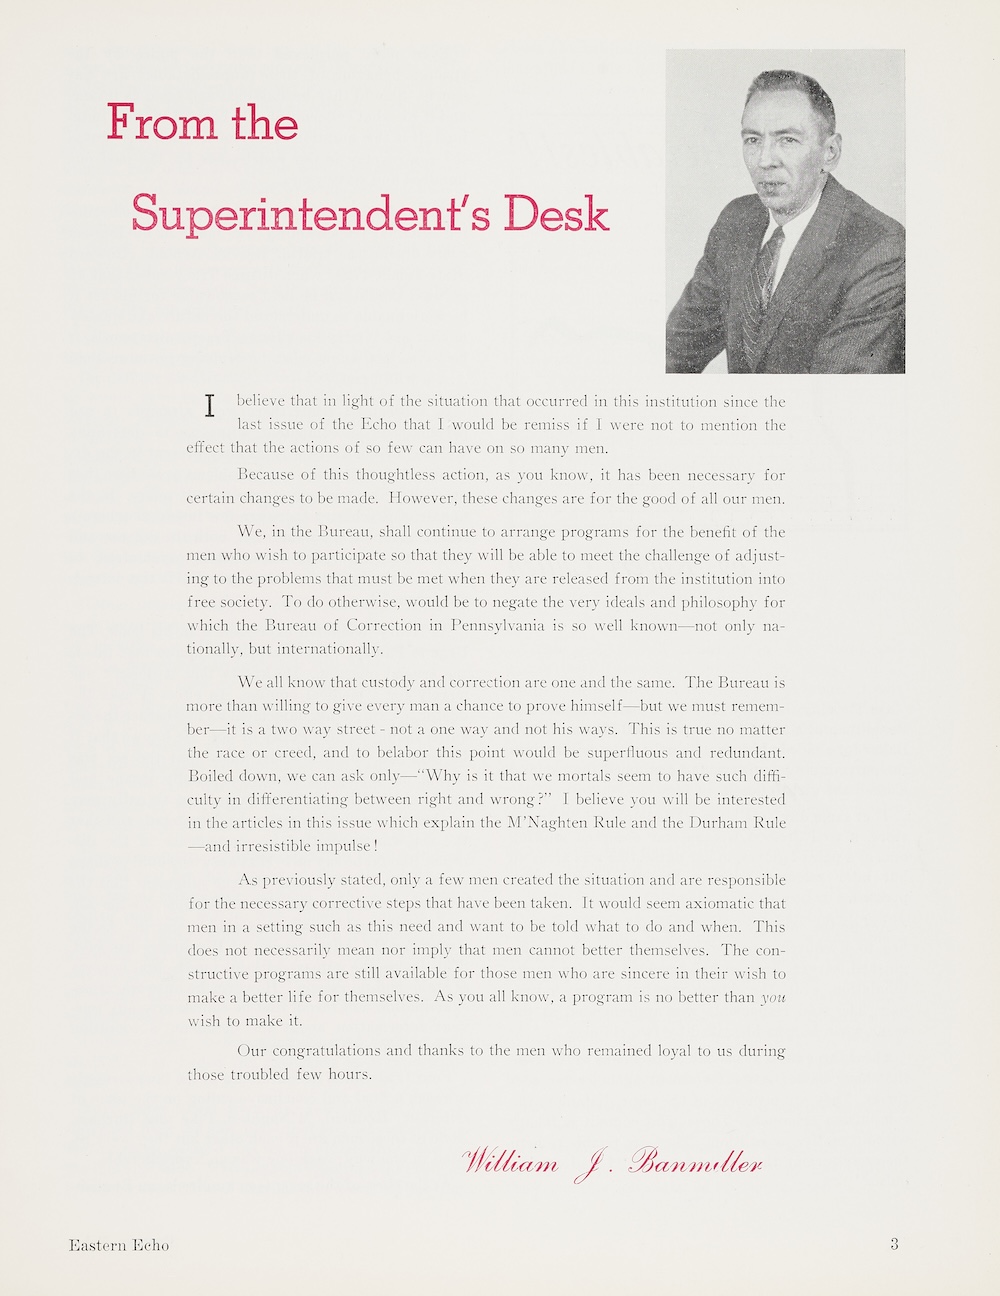 From the
Superintendent's Desk
I believe that in light of the situation that occurred in this institution since the
last issue of the Echo that I would be remiss if I were not to mention the
effect that the actions of so few can have on so many men.
Because of this thoughtless action, as you know, it has been necessary for
certain changes to be made. However, these changes are for the good of all our men.
We, in the Bureau, shall continue to arrange programs for the benefit of the
men who wish to participate so that they will be able to meet the challenge of adjust-
ing to the problems that must be met when they are released from the institution into
free society. To do otherwise, would be to negate the very ideals and philosophy for
which the Bureau of Correction in Pennsylvania is so well known—not only na-
tionally, but internationally.
We all know that custody and correction are one and the same. The Bureau is
more than willing to give every man a chance to prove himself—but we must remem-
ber—it is a two way street - not a one way and not his ways. This is true no matter
the race or creed, and to belabor this point would be superfluous and redundant.
Boiled down, we can ask only—"Why is it that we mortals seem to have such diffi-
culty in differentiating between right and wrong?" I believe you will be interested
in the articles in this issue which explain the M'Naghten Rule and the Durham Rule
—and irresistible impulse!
As previously stated, only a few men created the situation and are responsible
for the necessary corrective steps that have been taken. It would seem axiomatic that
men in a setting such as this need and want to be told what to do and when. This
does not necessarily mean nor imply that men cannot better themselves. The con-
structive programs are still available for those men who are sincere in their wish to
make a better life for themselves. As you all know, a program is no better than you
wish to make it.
Our congratulations and thanks to the men who remained loyal to us during
those troubled few hours.
William J. Banmiller
Eastern Echo
3